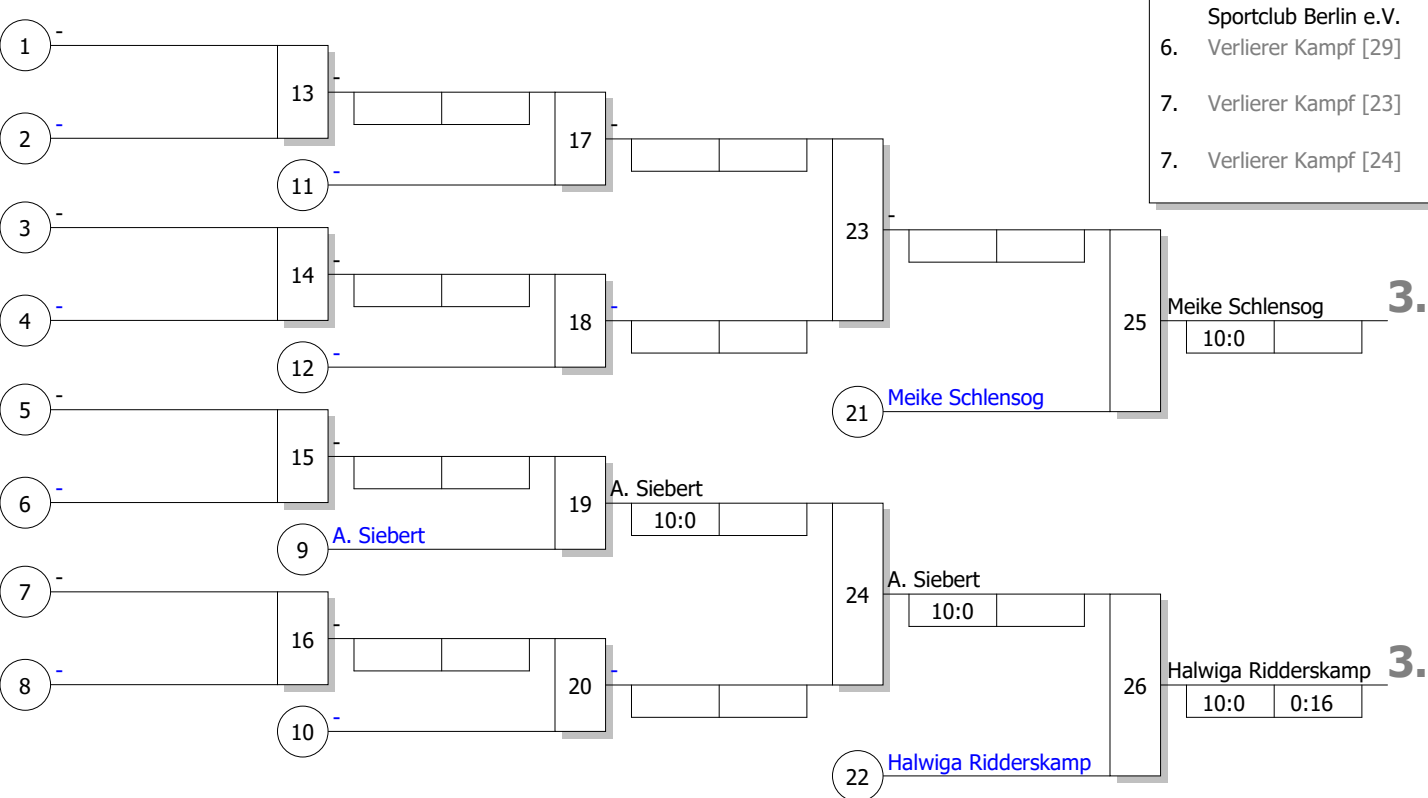 Sportclub Berlin e.V.
6. Verlierer Kampf [29]
7. Verlierer Kampf [23]
7. Verlierer Kampf [24]
1 -
13 -
2 -
17 -
11 -
3 -
23 -
14 -
4 -
18 -
12 -
25 Meike Schlensog 3.
10:0
21 Meike Schlensog
5 -
15 -
6 -
19 A. Siebert
10:0
9 A. Siebert
7 -
24 A. Siebert
10:0
16 -
8 -
20 -
10 -
26 Halwiga Ridderskamp 3.
10:0 0:16
22 Halwiga Ridderskamp